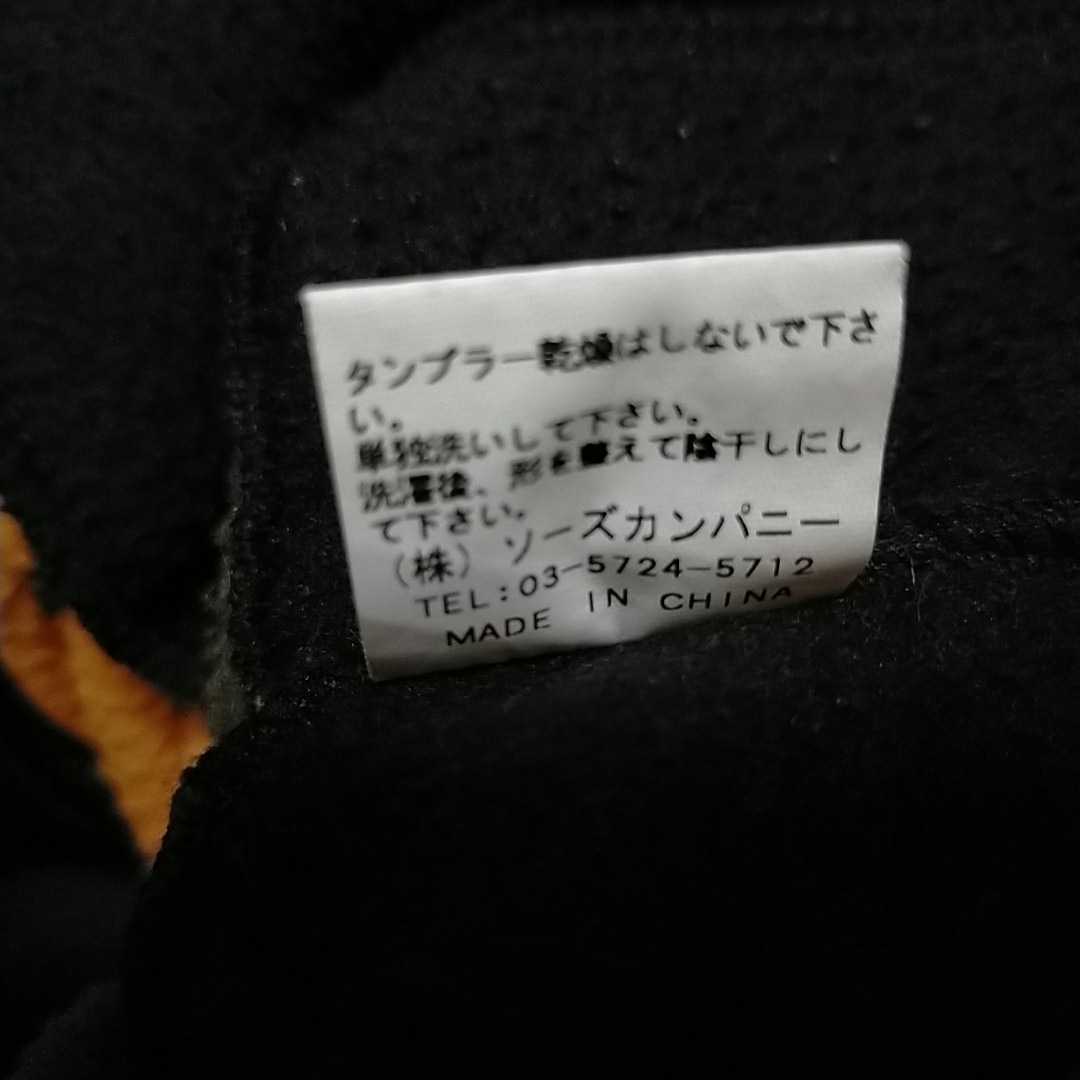 タンブラー乾燥はしないで下さ
い。
単独洗いして下さい。
洗濯後、形を整えて陰干しにし
て下さい。
(株)ソーズカンパニー
TEL:03-5724-5712
MADE IN CHINA